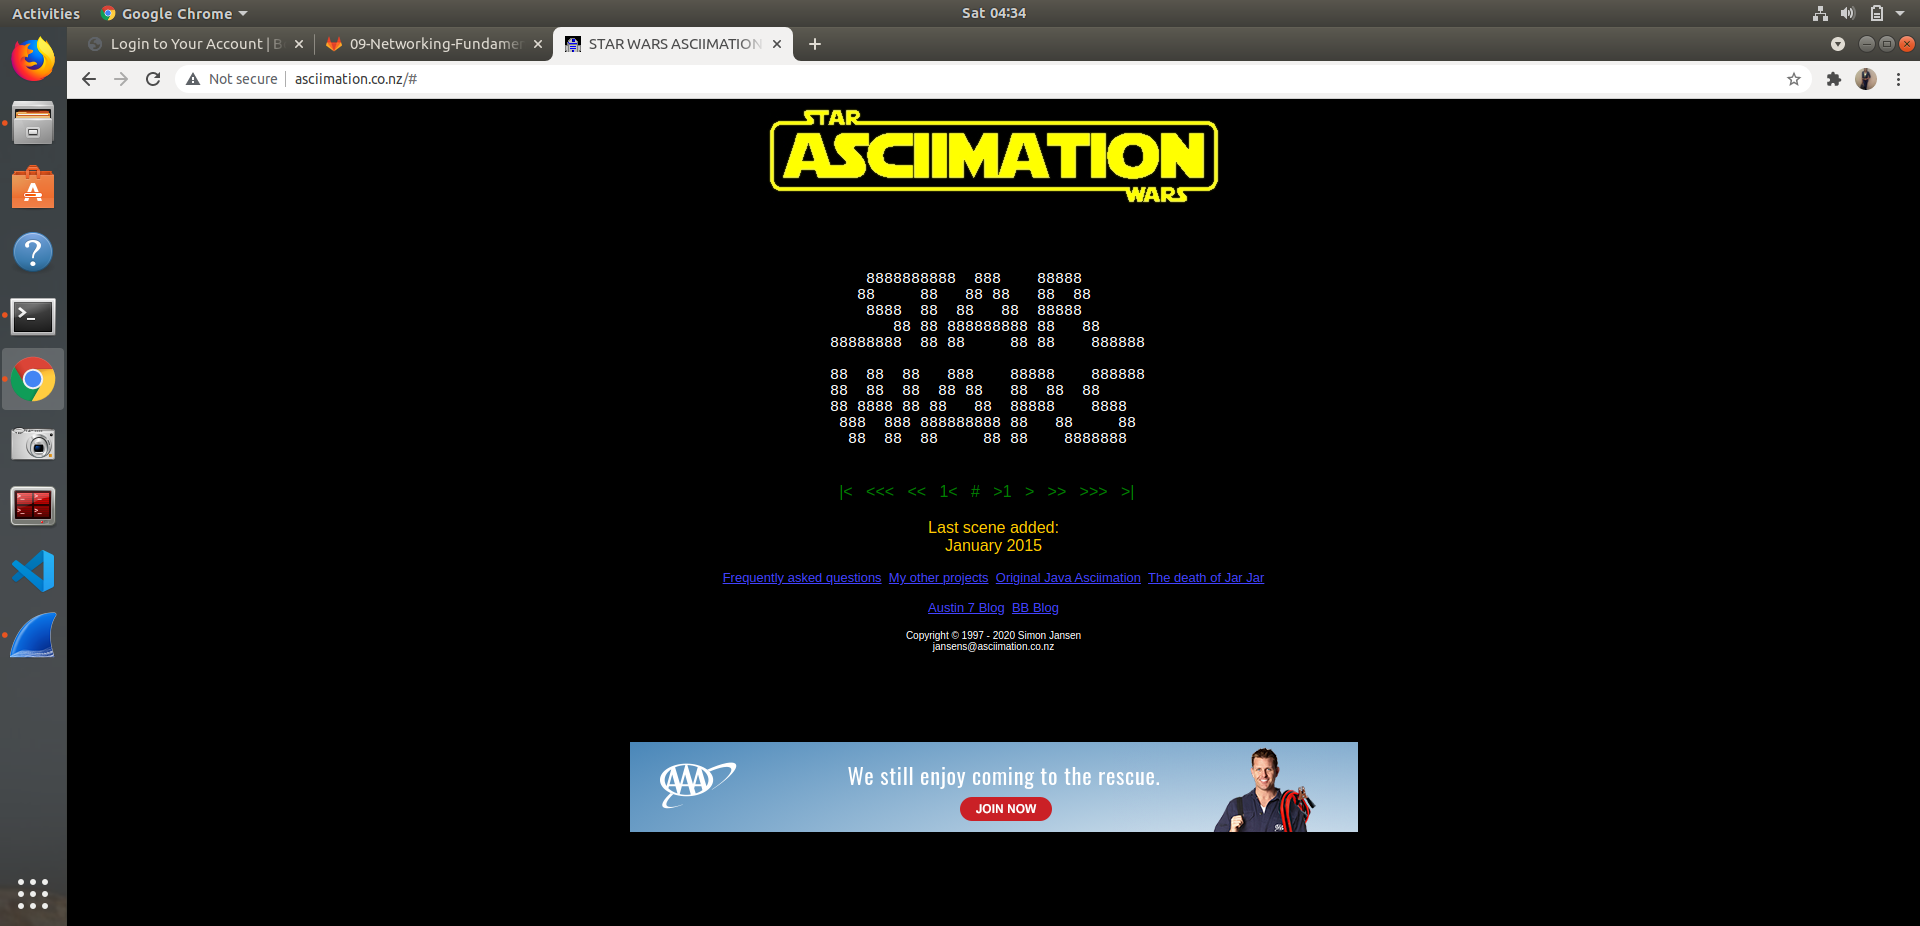 Activities Google Chrome Sat 04:34
Login to Your Account | B 09-Networking-Fundamen STAR WARS ASCIIMATION
Not secure asciimation.co.nz/#
STAR
ASCIIMATION
WARS
8888888888  888    88888
88     88   88 88   88  88
8888  88  88   88  88888
88 88 888888888 88   88
88888888  88 88     88 88    888888
88  88  88   888    88888    888888
88  88  88  88 88   88  88  88
88 8888 88 88   88  88888    8888
888  888 888888888 88   88     88
88  88  88     88 88    8888888
|< <<< << 1< # >1 > >> >>> >|
Last scene added:
January 2015
Frequently asked questions My other projects Original Java Asciimation The death of Jar Jar
Austin 7 Blog BB Blog
Copyright © 1997 - 2020 Simon Jansen
jansens@asciimation.co.nz
AAA We still enjoy coming to the rescue.
JOIN NOW